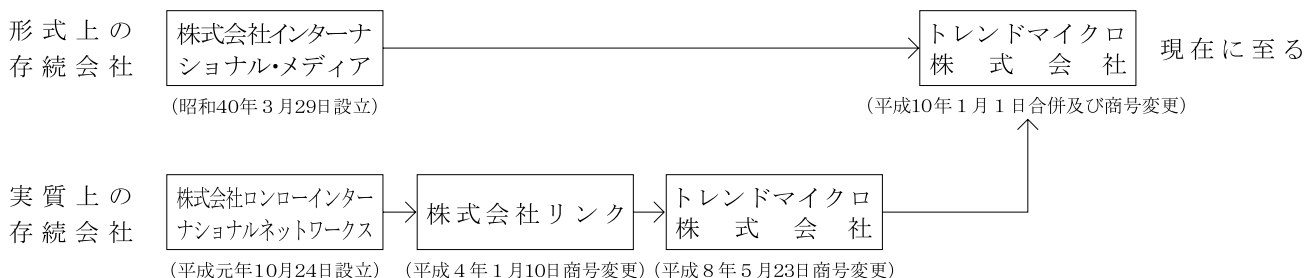 形式上の
存続会社
株式会社インターナ
ショナル・メディア
(昭和40年3月29日設立)
トレンドマイクロ
株式会社
(平成10年1月1日合併及び商号変更)
現在に至る
実質上の
存続会社
株式会社ロンローインター
ナショナルネットワークス
(平成元年10月24日設立)
株式会社リンク
(平成4年1月10日商号変更)
トレンドマイクロ
株式会社
(平成8年5月23日商号変更)